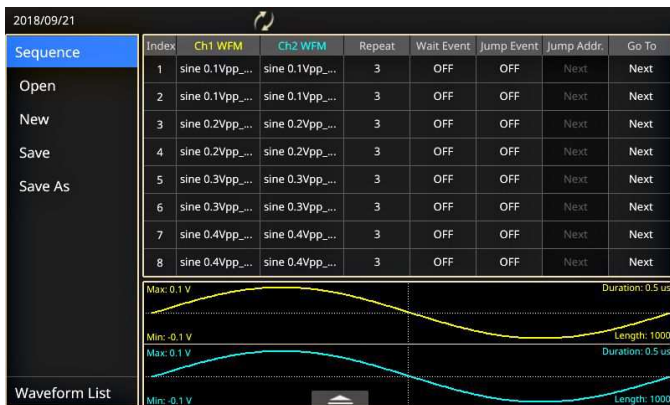 2018/09/21
Sequence
Open
New
Save
Save As
Waveform List
Index Ch1 WFM Ch2 WFM Repeat Wait Event Jump Event Jump Addr. Go To
1 sine 0.1Vpp_... sine 0.1Vpp_... 3 OFF OFF Next Next
2 sine 0.1Vpp_... sine 0.1Vpp_... 3 OFF OFF Next Next
3 sine 0.2Vpp_... sine 0.2Vpp_... 3 OFF OFF Next Next
4 sine 0.2Vpp_... sine 0.2Vpp_... 3 OFF OFF Next Next
5 sine 0.3Vpp_... sine 0.3Vpp_... 3 OFF OFF Next Next
6 sine 0.3Vpp_... sine 0.3Vpp_... 3 OFF OFF Next Next
7 sine 0.4Vpp_... sine 0.4Vpp_... 3 OFF OFF Next Next
8 sine 0.4Vpp_... sine 0.4Vpp_... 3 OFF OFF Next Next
Max: 0.1 V Duration: 0.5 us
Min: -0.1 V Length: 1000
Max: 0.1 V Duration: 0.5 us
Min: -0.1 V Length: 1000